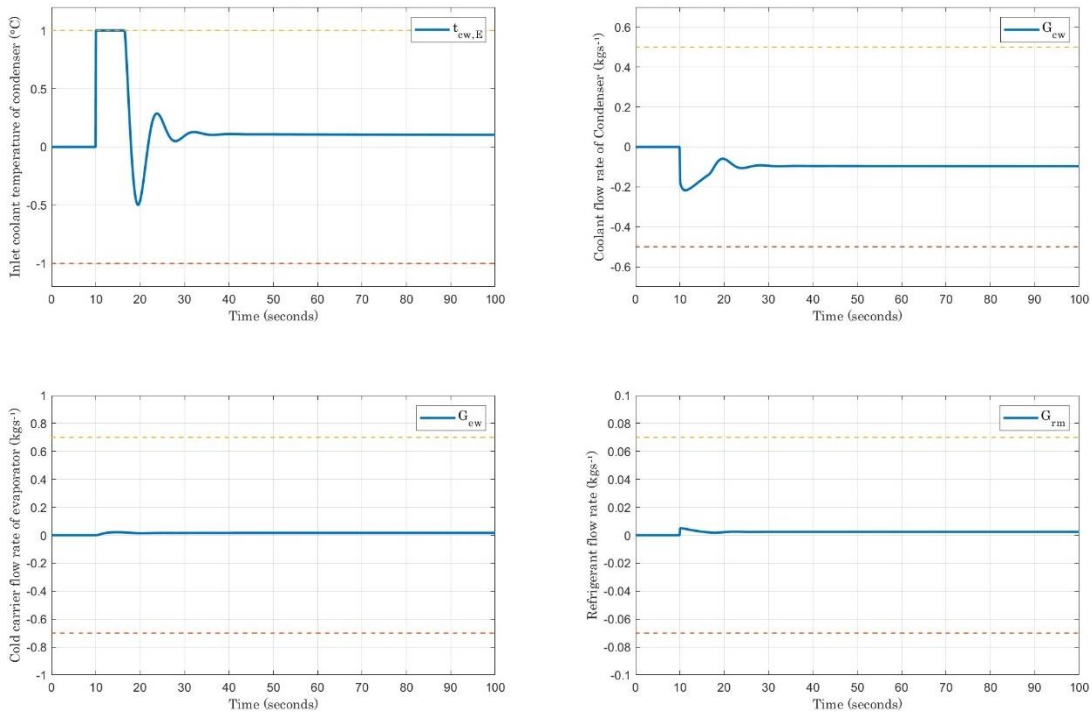 Inlet coolant temperature of condenser (°C)
1
0.5
0
-0.5
-1
0 10 20 30 40 50 60 70 80 90 100
Time (seconds)
t_cw,E
Coolant flow rate of Condenser (kgs⁻¹)
0.6
0.4
0.2
0
-0.2
-0.4
-0.6
0 10 20 30 40 50 60 70 80 90 100
Time (seconds)
G_cw
Cold carrier flow rate of evaporator (kgs⁻¹)
1
0.8
0.6
0.4
0.2
0
-0.2
-0.4
-0.6
-0.8
-1
0 10 20 30 40 50 60 70 80 90 100
Time (seconds)
G_ew
Refrigerant flow rate (kgs⁻¹)
0.1
0.08
0.06
0.04
0.02
0
-0.02
-0.04
-0.06
-0.08
-0.1
0 10 20 30 40 50 60 70 80 90 100
Time (seconds)
G_rm